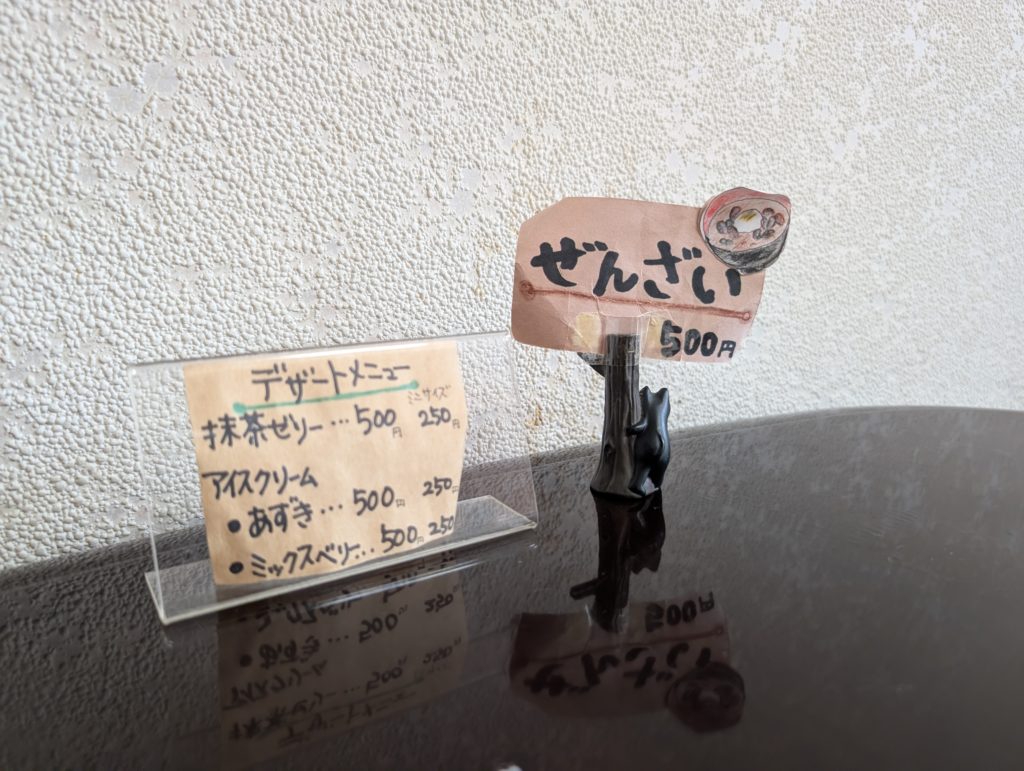 デザートメニュー
ミニサイズ
抹茶ゼリー…500円 250円
アイスクリーム
●あずき…500円 250円
●ミックスベリー…500円 250
ぜんざい
500円